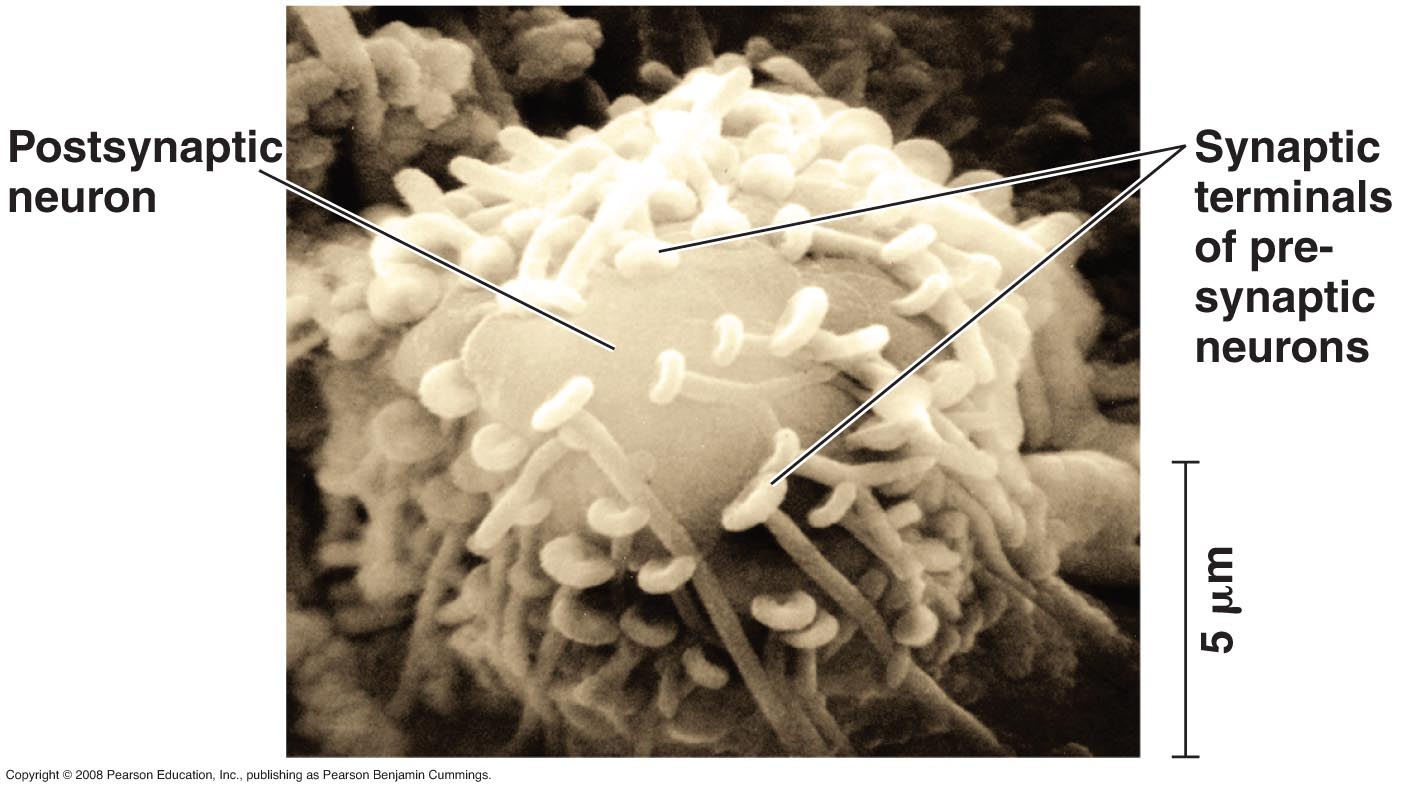 Postsynaptic
neuron
Synaptic
terminals
of pre-
synaptic
neurons
5 µm
Copyright © 2008 Pearson Education, Inc., publishing as Pearson Benjamin Cummings.